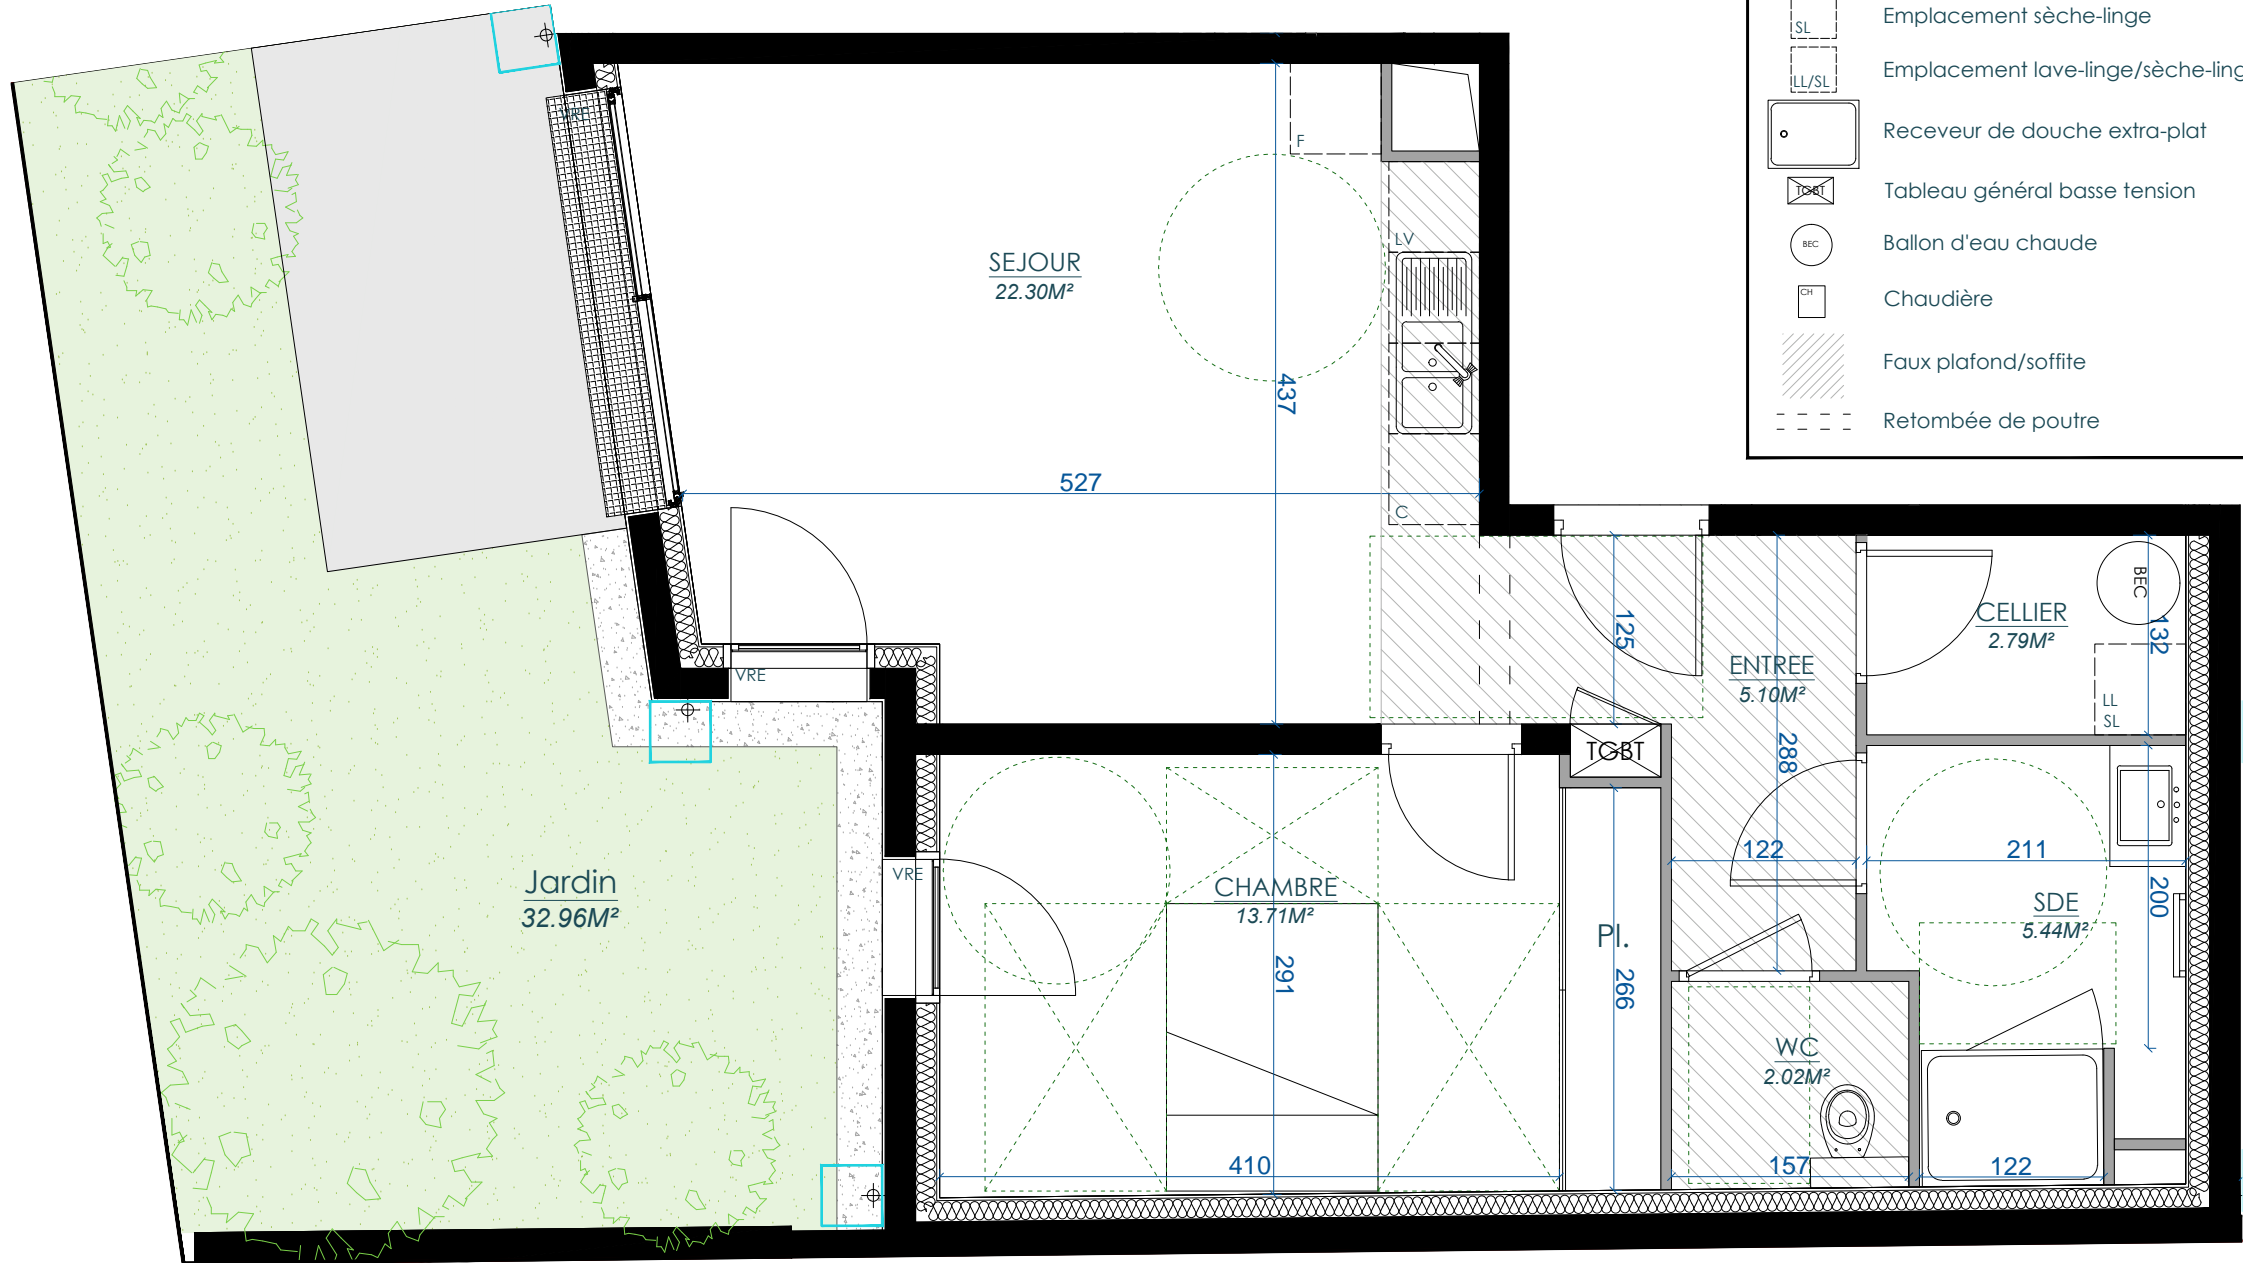 SL
Emplacement sèche-linge
LL/SL
Emplacement lave-linge/sèche-ling
Receveur de douche extra-plat
TGBT
Tableau général basse tension
BEC
Ballon d'eau chaude
CH
Chaudière
Faux plafond/soffite
Retombée de poutre
VRE
F
SEJOUR
22.30M²
LV
437
527
C
125
ENTREE
5.10M²
CELLIER
2.79M²
BEC
132
LL
SL
VRE
TGBT
288
122
211
200
SDE
5.44M²
VRE
CHAMBRE
13.71M²
291
Pl.
266
Jardin
32.96M²
WC
2.02M²
410
157
122